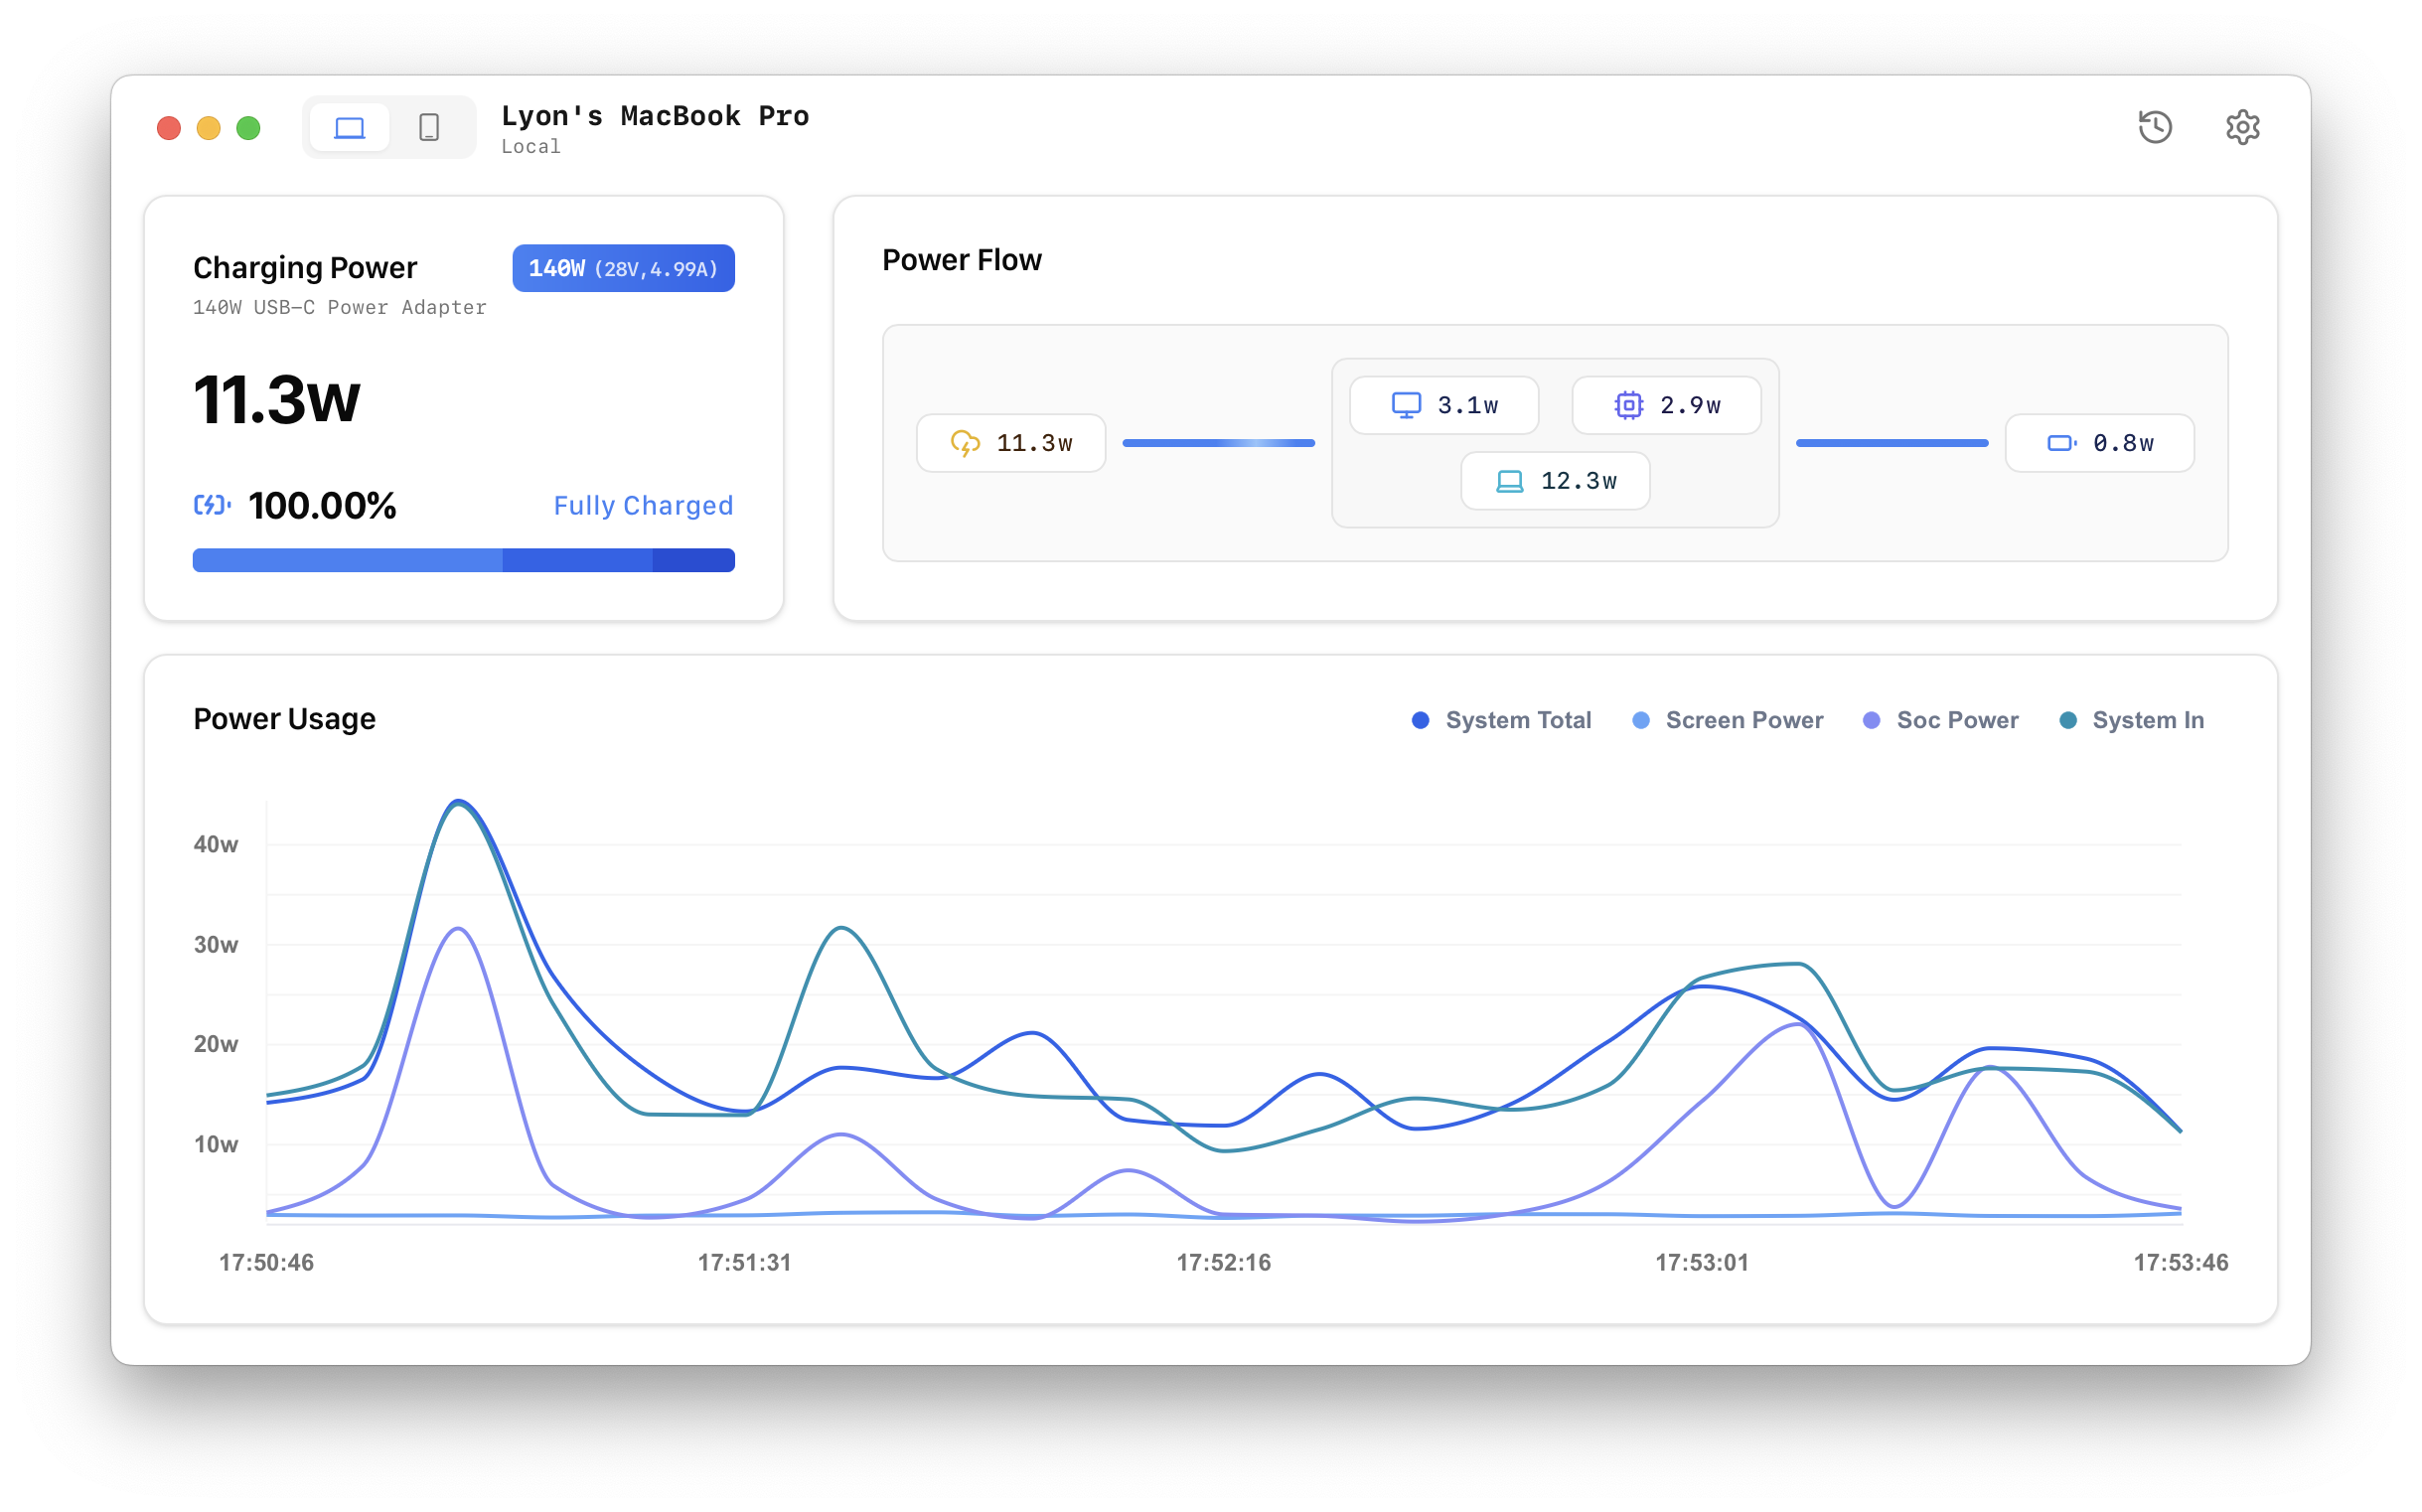 Lyon's MacBook Pro
Local
Charging Power
140W (28V,4.99A)
140W USB-C Power Adapter
11.3w
100.00%
Fully Charged
Power Flow
11.3w
3.1w
2.9w
12.3w
0.8w
Power Usage
System Total
Screen Power
Soc Power
System In
40w
30w
20w
10w
17:50:46
17:51:31
17:52:16
17:53:01
17:53:46